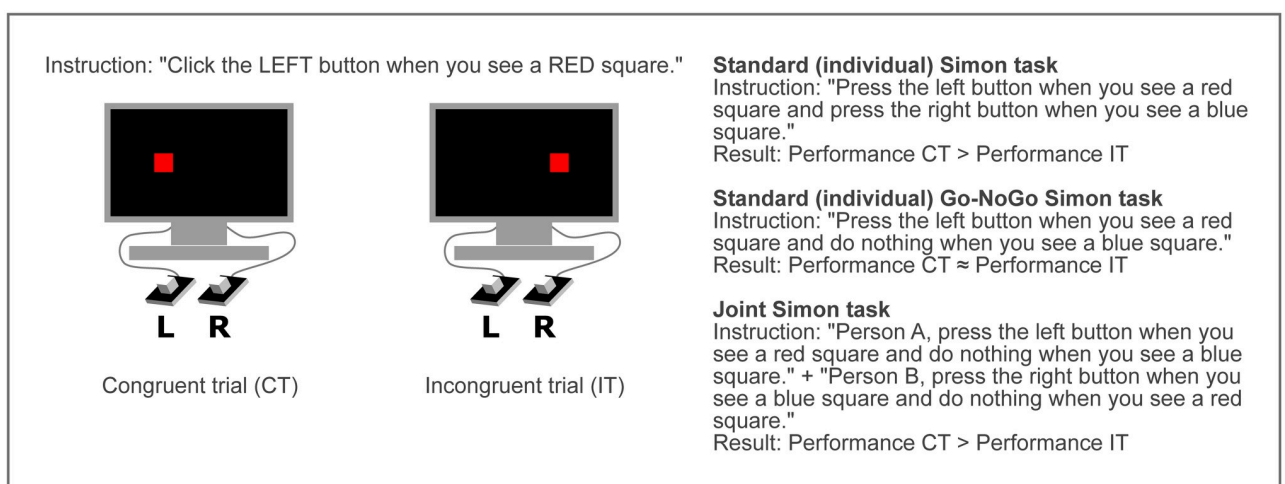 Instruction: "Click the LEFT button when you see a RED square."
L R
Congruent trial (CT)
L R
Incongruent trial (IT)
Standard (individual) Simon task
Instruction: "Press the left button when you see a red
square and press the right button when you see a blue
square."
Result: Performance CT > Performance IT
Standard (individual) Go-NoGo Simon task
Instruction: "Press the left button when you see a red
square and do nothing when you see a blue square."
Result: Performance CT ≈ Performance IT
Joint Simon task
Instruction: "Person A, press the left button when you
see a red square and do nothing when you see a blue
square." + "Person B, press the right button when you
see a blue square and do nothing when you see a red
square."
Result: Performance CT > Performance IT